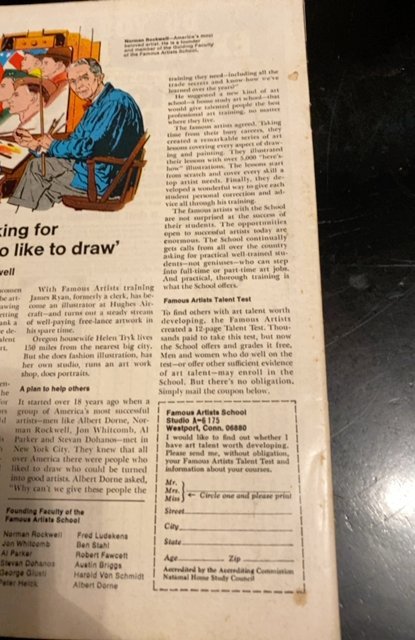 Norman Rockwell—America's most
beloved artist. He is a founder
and member of the Guiding Faculty
of the Famous Artists School.
king for
o like to draw'
well
women
be art-
awing
etting
ank a
e de-
alent
rt.
en-
he
or
With Famous Artists training
James Ryan, formerly a clerk, has be-
come an illustrator at Hughes Air-
craft—and turns out a steady stream
of well-paying free-lance artwork in
his spare time.
Oregon housewife Helen Tryk lives
150 miles from the nearest big city.
But she does fashion illustration, has
her own studio, runs an art work
shop, does portraits.
A plan to help others
It started over 18 years ago when a
group of America's most successful
artists—men like Albert Dorne, Nor-
man Rockwell, Jon Whitcomb, Al
Parker and Stevan Dohanos—met in
New York City. They knew that all
over America there were people who
liked to draw who could be turned
into good artists. Albert Dorne asked,
"Why can't we give these people the
Founding Faculty of the
Famous Artists School
Norman Rockwell
Jon Whitcomb
Al Parker
Stevan Dohanos
George Giusti
Peter Helck
Fred Ludekens
Ben Stahl
Robert Fawcett
Austin Briggs
Harold Von Schmidt
Albert Dorne
training they need—including all the
trade secrets and know-how we've
learned over the years?"
He suggested a new kind of art
school—a home study art school—that
would give talented people the best
professional art training, no matter
where they live.
The famous artists agreed. Taking
time from their busy careers, they
created a remarkable series of art
lessons covering every aspect of draw-
ing and painting. They illustrated
their lessons with over 5,000 "here's-
how" illustrations. The lessons start
from scratch and cover every skill a
top artist needs. Finally, they de-
veloped a wonderful way to give each
student personal correction and ad-
vice all through his training.
The famous artists with the School
are not surprised at the success of
their students. The opportunities
open to successful artists today are
enormous. The School continually
gets calls from all over the country
asking for practical well-trained stu-
dents—not geniuses—who can step
into full-time or part-time art jobs.
And practical, thorough training is
what the School offers.
Famous Artists Talent Test
To find others with art talent worth
developing, the Famous Artists
created a 12-page Talent Test. Thou-
sands paid to take this test, but now
the School offers and grades it free.
Men and women who do well on the
test—or offer other sufficient evidence
of art talent—may enroll in the
School. But there's no obligation.
Simply mail the coupon below.
Famous Artists School
Studio A-6175
Westport, Conn. 06880
I would like to find out whether I
have art talent worth developing.
Please send me, without obligation,
your Famous Artists Talent Test and
information about your courses.
Mr.
Mrs. ← Circle one and please print
Miss
Street
City
State
Age Zip
Accredited by the Accrediting Commission
National Home Study Council